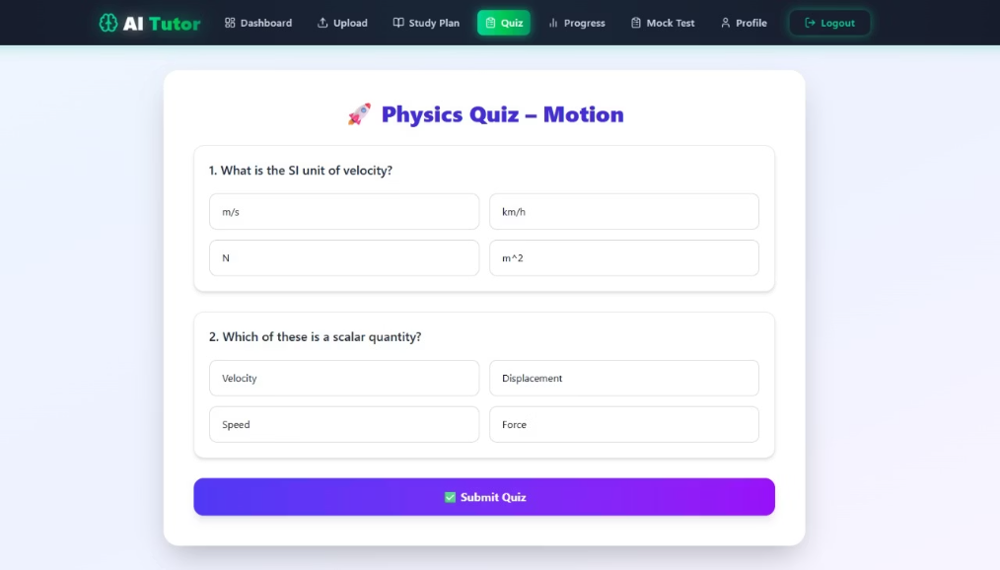 AI Tutor Dashboard Upload Study Plan Quiz Progress Mock Test Profile Logout
🚀 Physics Quiz – Motion
1. What is the SI unit of velocity?
m/s km/h
N m^2
2. Which of these is a scalar quantity?
Velocity Displacement
Speed Force
✅ Submit Quiz